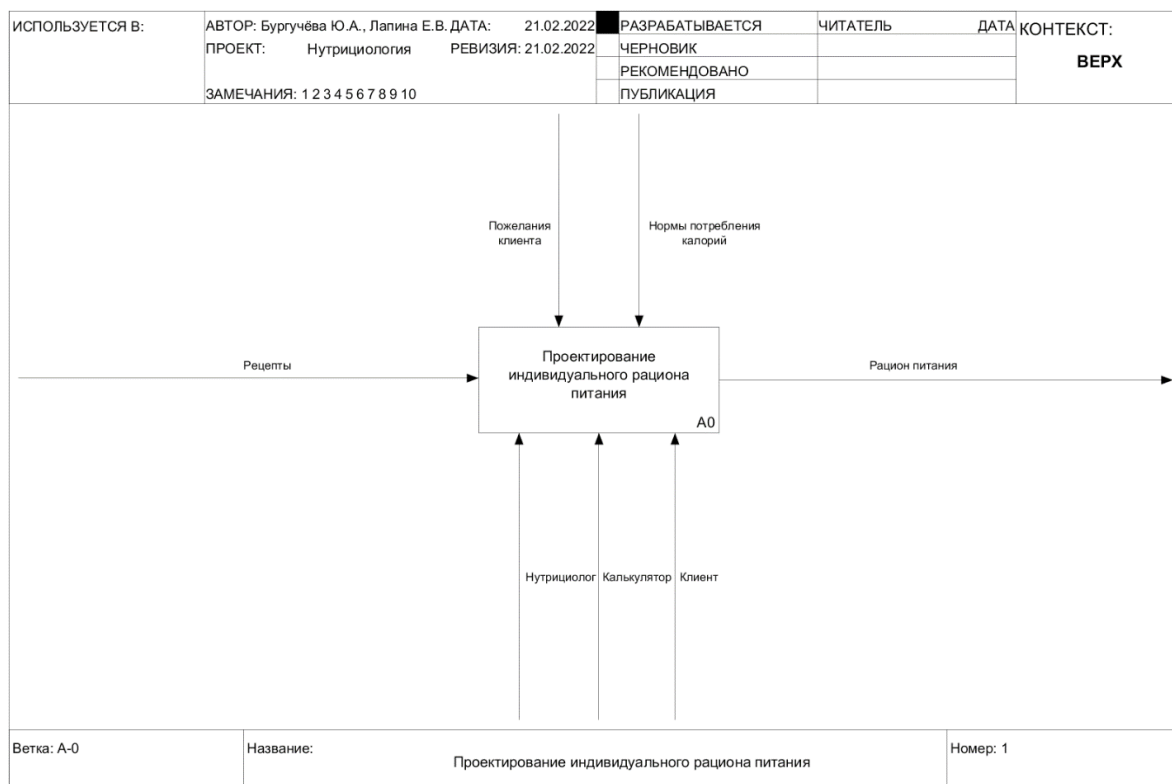 ИСПОЛЬЗУЕТСЯ В:
АВТОР: Бургучёва Ю.А., Лапина Е.В. ДАТА: 21.02.2022
РАЗРАБАТЫВАЕТСЯ
ЧИТАТЕЛЬ ДАТА
КОНТЕКСТ:
ПРОЕКТ: Нутрициология РЕВИЗИЯ: 21.02.2022
ЧЕРНОВИК
ВЕРХ
РЕКОМЕНДОВАНО
ЗАМЕЧАНИЯ: 1 2 3 4 5 6 7 8 9 10
ПУБЛИКАЦИЯ
Пожелания
клиента
Нормы потребления
калорий
Рецепты
Проектирование
индивидуального рациона
питания
A0
Рацион питания
Нутрициолог
Калькулятор
Клиент
Ветка: A-0
Название:
Проектирование индивидуального рациона питания
Номер: 1